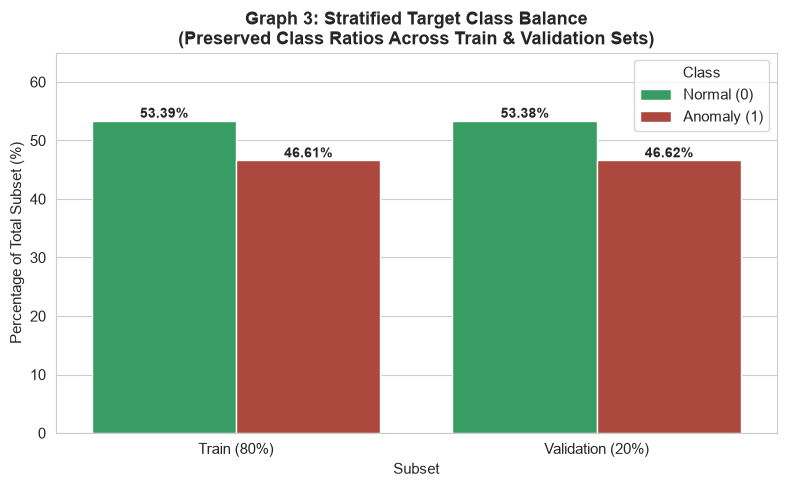 Graph 3: Stratified Target Class Balance
(Preserved Class Ratios Across Train & Validation Sets)
Percentage of Total Subset (%)
60
50
40
30
20
10
0
53.39%
46.61%
53.38%
46.62%
Class
Normal (0)
Anomaly (1)
Train (80%)
Validation (20%)
Subset